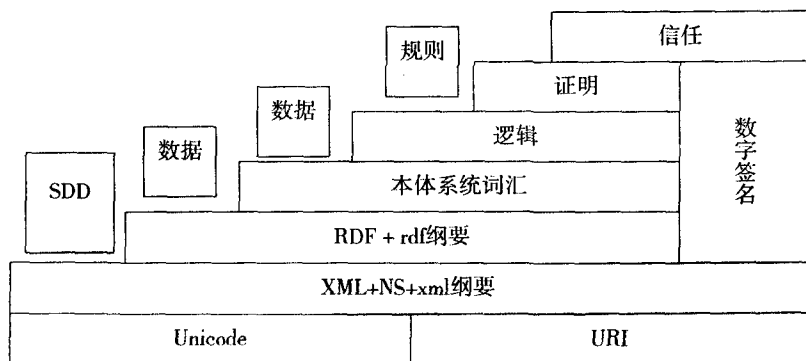 信任
规则
证明
数据
逻辑
数字签名
数据
SDD
本体系统词汇
RDF + rdf纲要
XML+NS+xml纲要
Unicode
URI